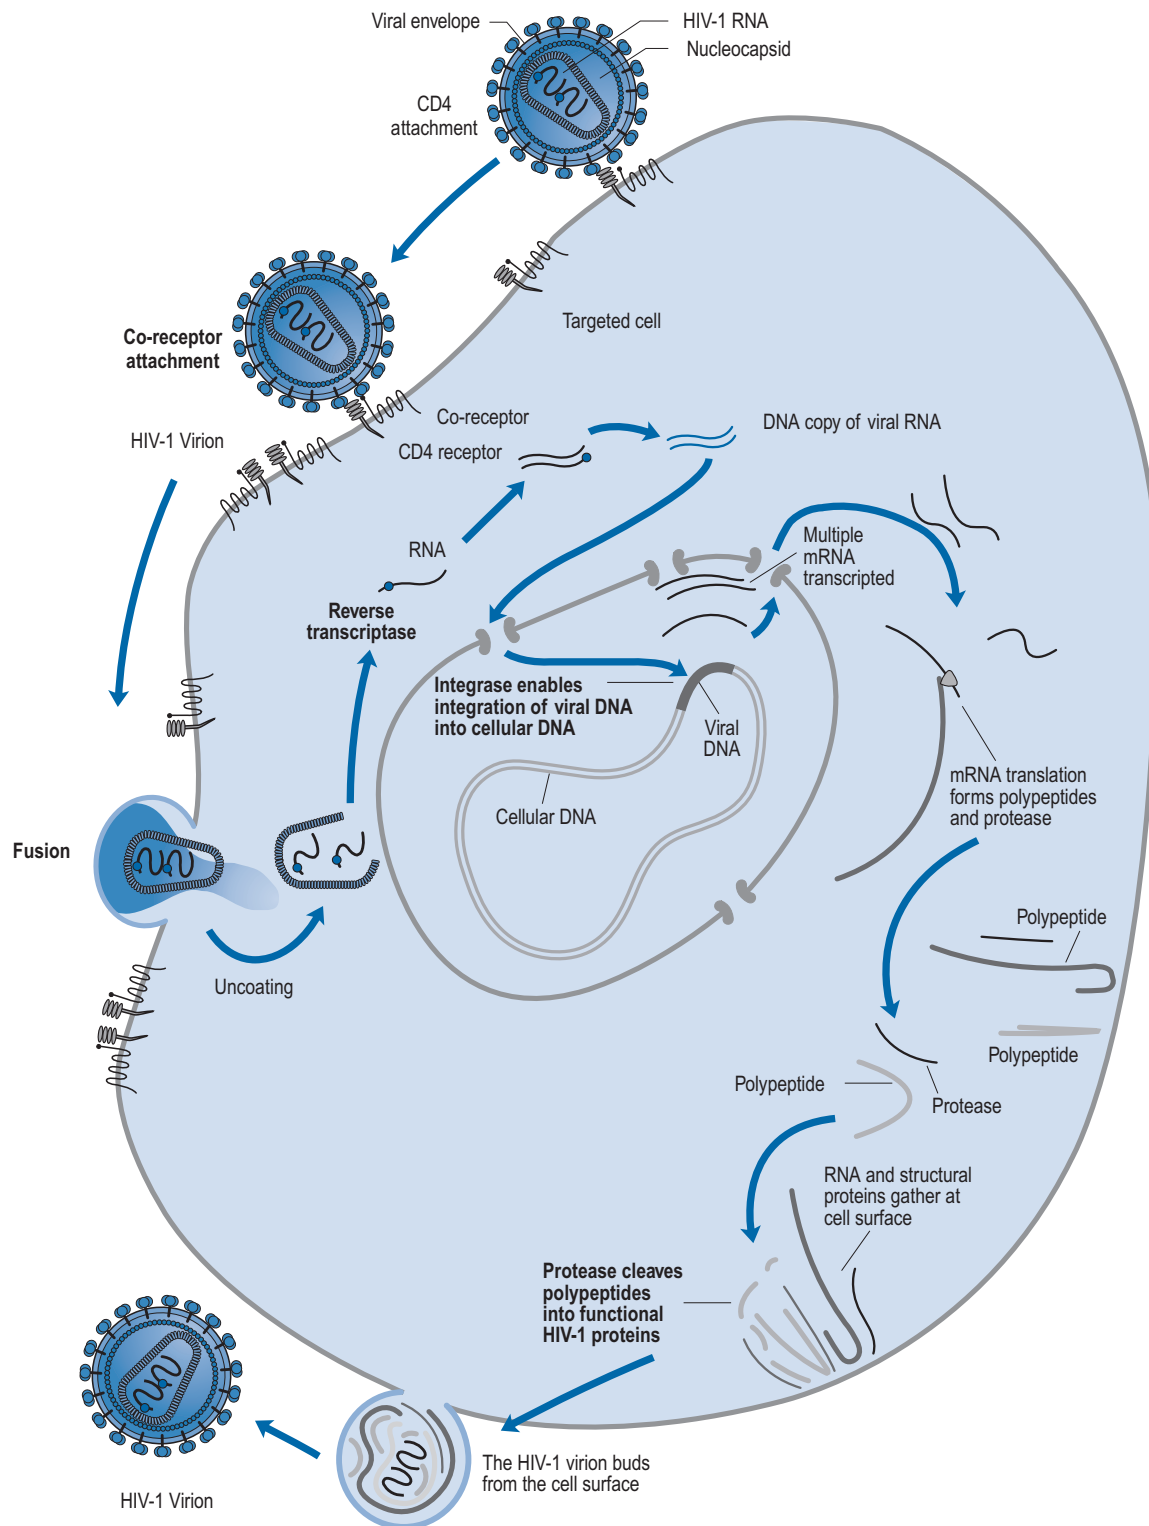 Viral envelope
HIV-1 RNA
Nucleocapsid
CD4
attachment
Targeted cell
Co-receptor
attachment
HIV-1 Virion
Co-receptor
CD4 receptor
DNA copy of viral RNA
RNA
Multiple
mRNA
transcribed
Reverse
transcriptase
Integrase enables
integration of viral DNA
into cellular DNA
Viral
DNA
Cellular DNA
mRNA translation
forms polypeptides
and protease
Fusion
Uncoating
Polypeptide
Polypeptide
Polypeptide
Protease
RNA and structural
proteins gather at
cell surface
Protease cleaves
polypeptides
into functional
HIV-1 proteins
The HIV-1 virion buds
from the cell surface
HIV-1 Virion